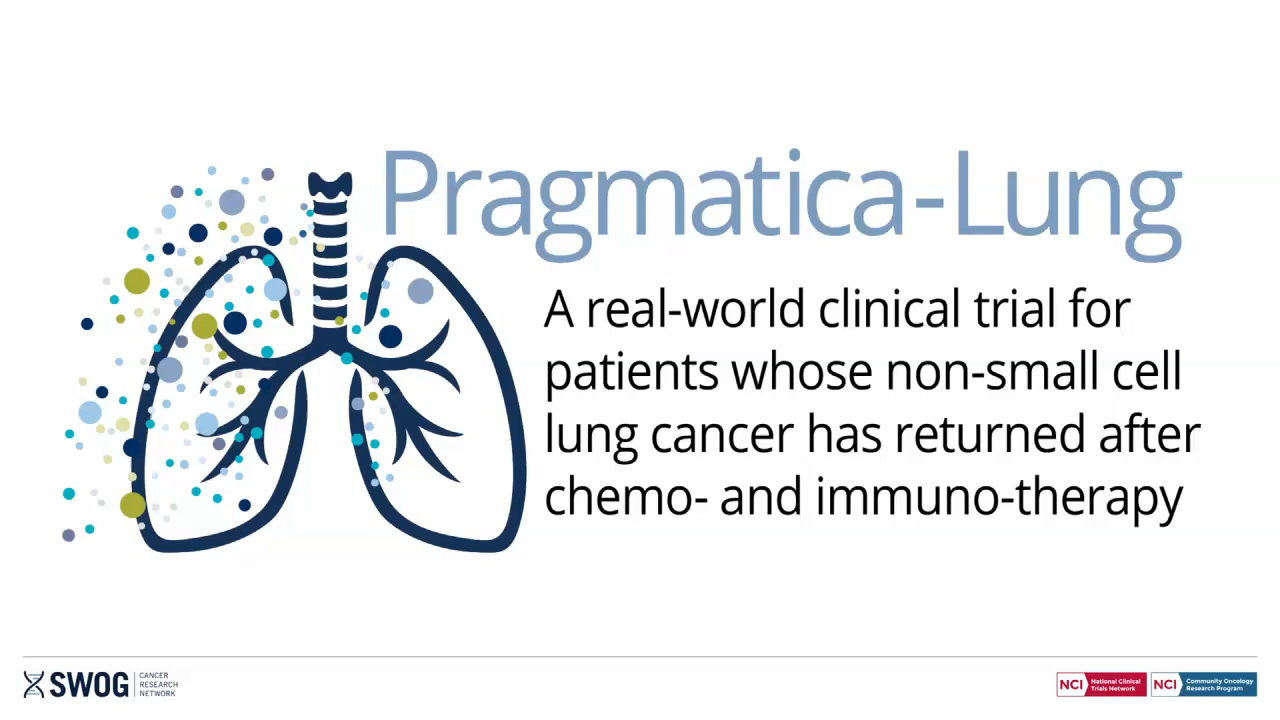 Pragmatica-Lung
A real-world clinical trial for
patients whose non-small cell
lung cancer has returned after
chemo- and immuno-therapy
SWOG
CANCER
RESEARCH
NETWORK
NCI
National Clinical
Trials Network
NCI
Community Oncology
Research Program